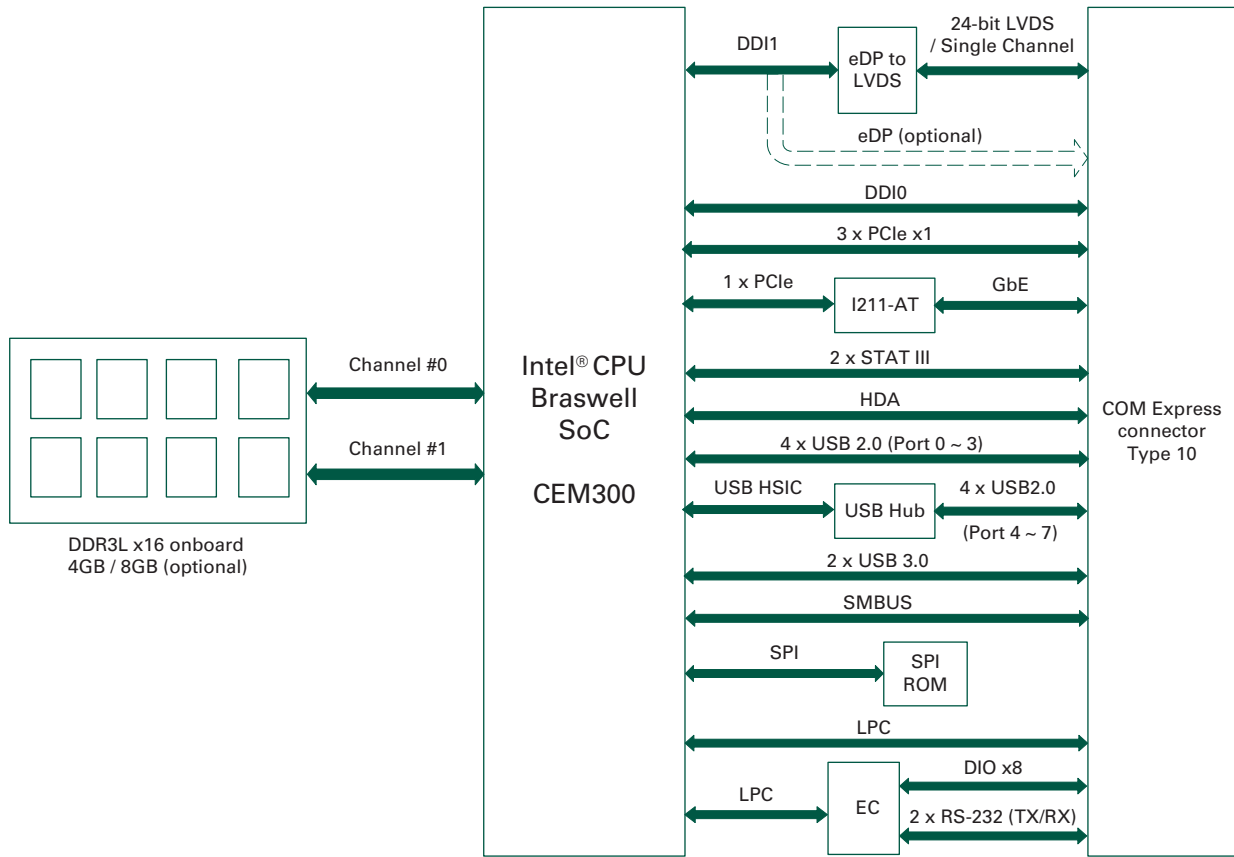 DDI1
24-bit LVDS
/ Single Channel
eDP to
LVDS
eDP (optional)
DDI0
3 x PCIe x1
1 x PCIe
I211-AT
GbE
Channel #0
Channel #1
DDR3L x16 onboard
4GB / 8GB (optional)
Intel® CPU
Braswell
SoC
CEM300
2 x STAT III
HDA
4 x USB 2.0 (Port 0 ~ 3)
USB HSIC
USB Hub
4 x USB2.0
(Port 4 ~ 7)
2 x USB 3.0
SMBUS
SPI
SPI
ROM
LPC
LPC
EC
DIO x8
2 x RS-232 (TX/RX)
COM Express
connector
Type 10